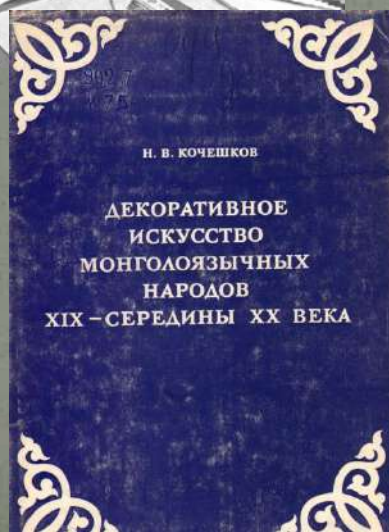 Н. В. КОЧЕШКОВ
ДЕКОРАТИВНОЕ
ИСКУССТВО
МОНГОЛОЯЗЫЧНЫХ
НАРОДОВ
XIX – СЕРЕДИНЫ XX ВЕКА